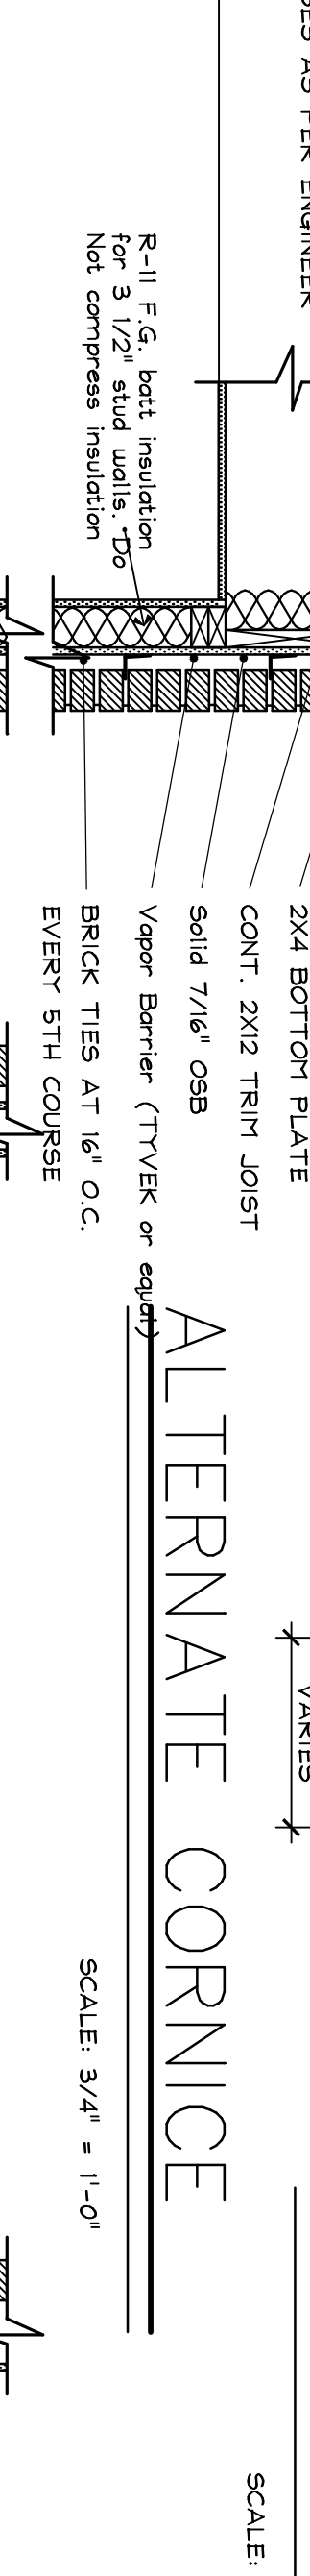 AS PER ENGINEER
R-11 F.G. batt insulation
for 3 1/2" stud walls. Do
Not compress insulation
2X4 BOTTOM PLATE
CONT. 2X12 TRIM JOIST
Solid 7/16" OSB
Vapor Barrier (TYVEK or equal)
BRICK TIES AT 16" O.C.
EVERY 5TH COURSE
VARIES
ALTERNATE CORNICE
SCALE: 3/4" = 1'-0"
SCALE: